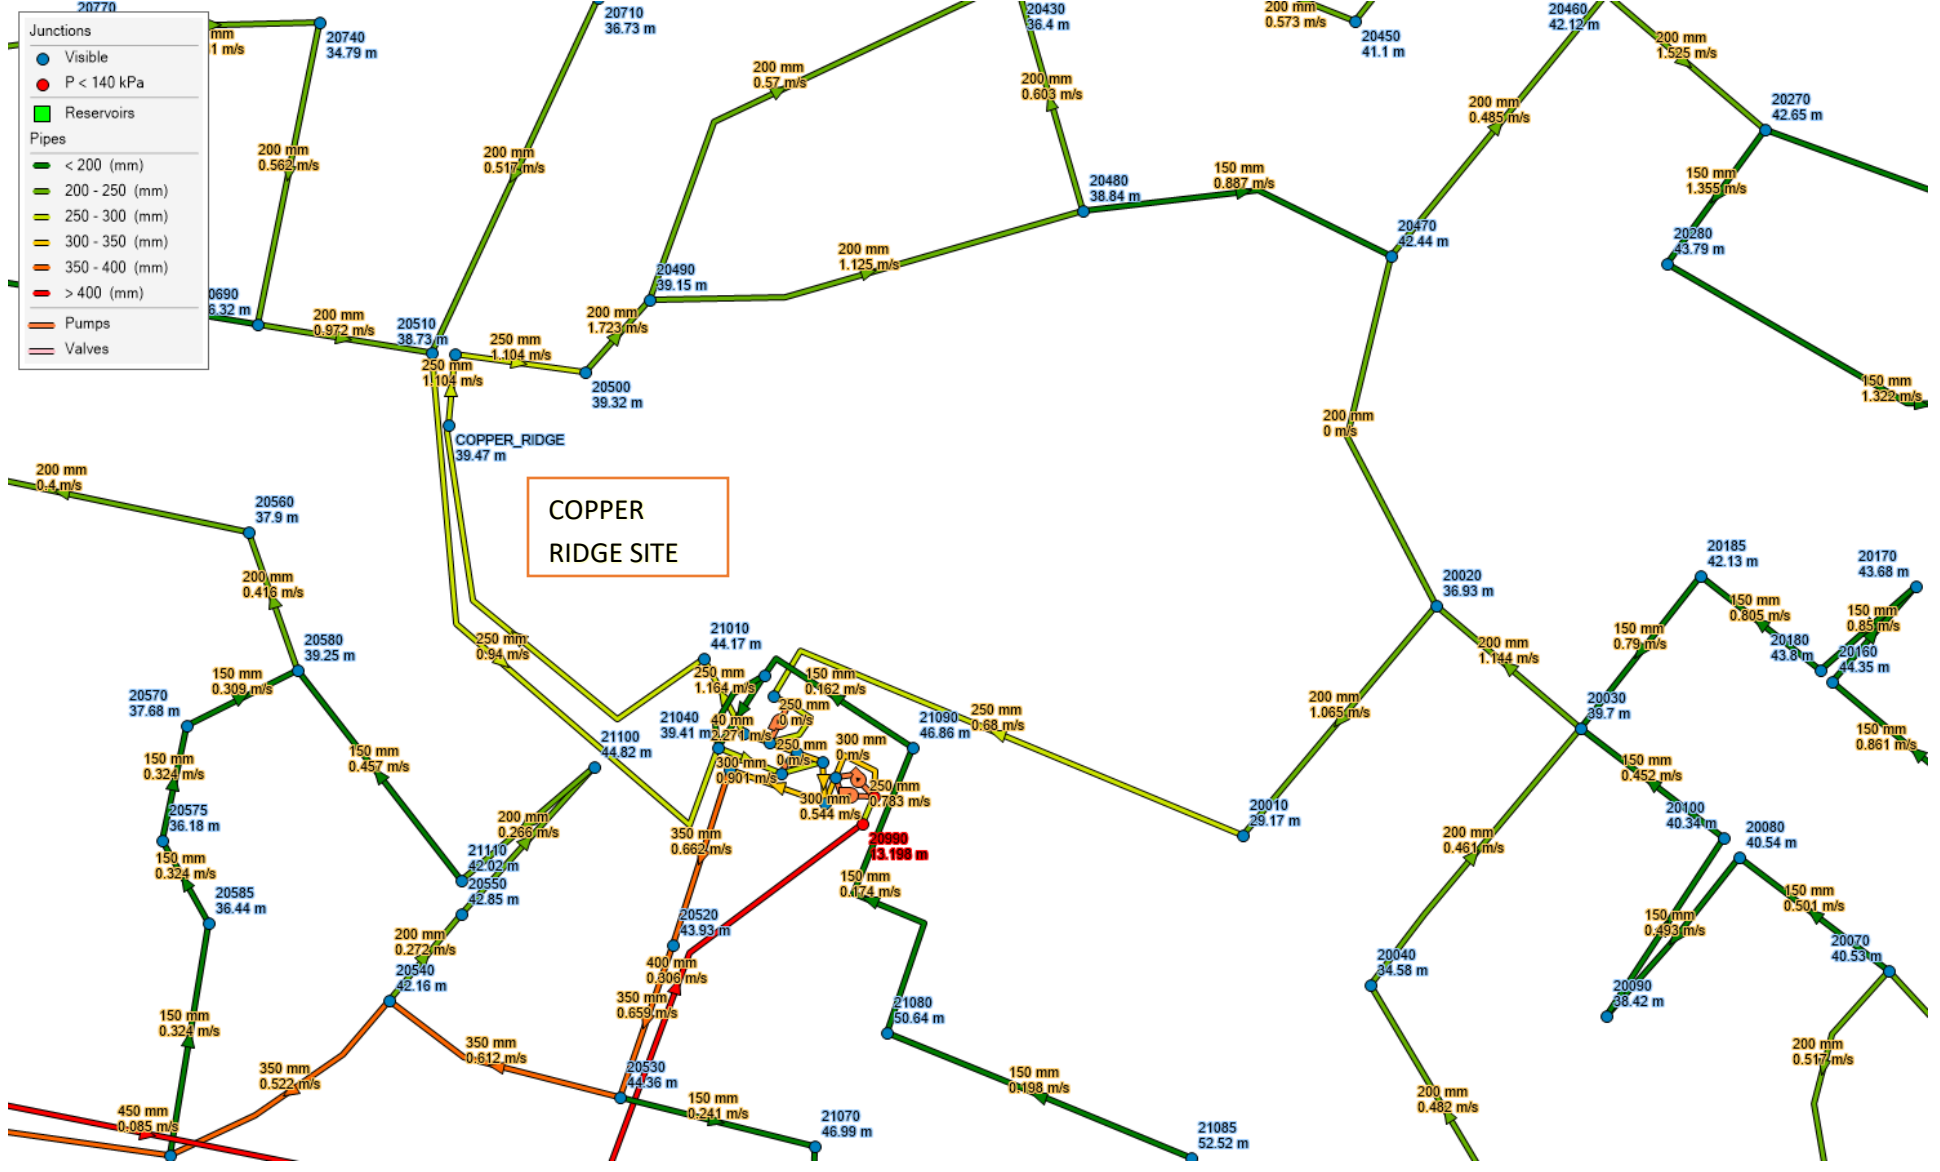 20770
Junctions
Visible
P < 140 kPa
Reservoirs
Pipes
< 200 (mm)
200 - 250 (mm)
250 - 300 (mm)
300 - 350 (mm)
350 - 400 (mm)
> 400 (mm)
Pumps
Valves
mm
1 m/s
20740
34.79 m
20710
36.73 m
20430
36.4 m
200 mm
0.573 m/s
20450
41.1 m
20460
42.12 m
200 mm
1.525 m/s
200 mm
0.57 m/s
200 mm
0.603 m/s
200 mm
0.485 m/s
20270
42.65 m
200 mm
0.562 m/s
200 mm
0.517 m/s
20480
38.84 m
150 mm
0.887 m/s
150 mm
1.355 m/s
20470
42.44 m
20280
43.79 m
200 mm
1.125 m/s
20490
39.15 m
0690
6.32 m
200 mm
0.972 m/s
20510
38.73 m
250 mm
1.104 m/s
200 mm
1.723 m/s
250 mm
1.104 m/s
20500
39.32 m
150 mm
1.322 m/s
200 mm
0 m/s
COPPER_RIDGE
39.47 m
COPPER
RIDGE SITE
200 mm
0.4 m/s
20560
37.9 m
200 mm
0.416 m/s
20580
39.25 m
150 mm
0.309 m/s
20570
37.68 m
150 mm
0.324 m/s
20575
36.18 m
150 mm
0.324 m/s
20585
36.44 m
150 mm
0.457 m/s
250 mm
0.94 m/s
21010
44.17 m
250 mm
1.164 m/s
150 mm
0.162 m/s
21040
39.41 m
40 mm
2.271 m/s
250 mm
0 m/s
250 mm
0 m/s
300 mm
0 m/s
21090
46.86 m
250 mm
0.68 m/s
21100
44.82 m
300 mm
0.901 m/s
300 mm
0.544 m/s
250 mm
0.783 m/s
20990
13.198 m
350 mm
0.662 m/s
150 mm
0.174 m/s
200 mm
0.266 m/s
21110
42.02 m
20550
42.85 m
200 mm
0.272 m/s
20540
42.16 m
20520
43.93 m
400 mm
0.306 m/s
350 mm
0.659 m/s
350 mm
0.612 m/s
20530
44.36 m
150 mm
0.241 m/s
21070
46.99 m
21080
50.64 m
150 mm
0.198 m/s
21085
52.52 m
150 mm
0.324 m/s
350 mm
0.522 m/s
450 mm
0.085 m/s
20020
36.93 m
200 mm
1.144 m/s
200 mm
1.065 m/s
20010
29.17 m
20185
42.13 m
20170
43.68 m
150 mm
0.805 m/s
150 mm
0.85 m/s
150 mm
0.79 m/s
20180
43.8 m
20160
44.35 m
20030
39.7 m
150 mm
0.861 m/s
150 mm
0.452 m/s
20100
40.34 m
20080
40.54 m
200 mm
0.461 m/s
150 mm
0.501 m/s
150 mm
0.493 m/s
20070
40.53 m
20040
34.58 m
20090
38.42 m
200 mm
0.517 m/s
200 mm
0.482 m/s